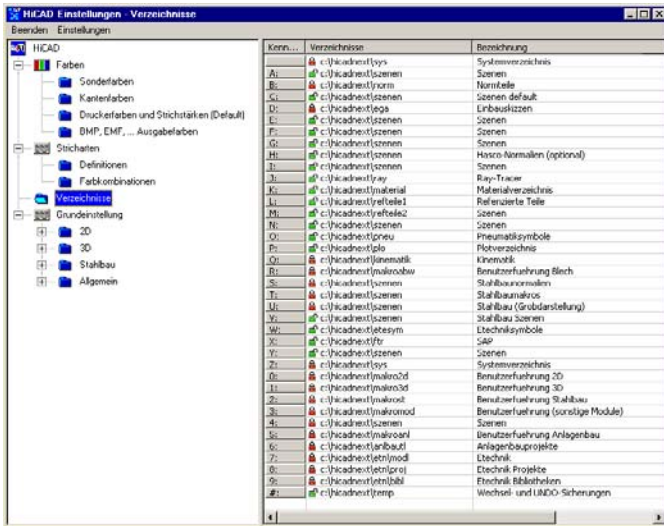 HiCAD Einstellungen - Verzeichnisse
Beenden Einstellungen
HiCAD
Farben
Sonderfarben
Kantenfarben
Druckerfarben und Strichstärken (Default)
BMP, EMF, ... Ausgabefarben
Stricharten
Definitionen
Farbkombinationen
Verzeichnisse
Grundeinstellung
2D
3D
Stahlbau
Allgemein
Kenn... Verzeichnisse Bezeichnung
c:\hicadnext\sys Systemverzeichnis
A: c:\hicadnext\szenen Szenen
B: c:\hicadnext\norm Normteile
C: c:\hicadnext\szenen Szenen default
D: c:\hicadnext\ega Einbauskizzen
E: c:\hicadnext\szenen Szenen
F: c:\hicadnext\szenen Szenen
G: c:\hicadnext\szenen Szenen
H: c:\hicadnext\szenen Hasco-Normalien (optional)
I: c:\hicadnext\szenen Szenen
J: c:\hicadnext\ray Ray-Tracer
K: c:\hicadnext\material Materialverzeichnis
L: c:\hicadnext\refteile1 Refenzierte Teile
M: c:\hicadnext\refteile2 Szenen
N: c:\hicadnext\szenen Szenen
O: c:\hicadnext\pneu Pneumatiksymbole
P: c:\hicadnext\plo Plotverzeichnis
Q: c:\hicadnext\kinematik Kinematik
R: c:\hicadnext\makroabw Benutzerfuehrung Blech
S: c:\hicadnext\szenen Stahlbaunormalien
T: c:\hicadnext\szenen Stahlbaumakros
U: c:\hicadnext\szenen Stahlbau (Grobdarstellung)
V: c:\hicadnext\szenen Stahlbau Szenen
W: c:\hicadnext\etesym Etechniksymbole
X: c:\hicadnext\ftr SAP
Y: c:\hicadnext\szenen Szenen
Z: c:\hicadnext\sys Systemverzeichnis
0: c:\hicadnext\makro2d Benutzerfuehrung 2D
1: c:\hicadnext\makro3d Benutzerfuehrung 3D
2: c:\hicadnext\makrost Benutzerfuehrung Stahlbau
3: c:\hicadnext\makromod Benutzerfuehrung (sonstige Module)
4: c:\hicadnext\szenen Szenen
5: c:\hicadnext\makroanl Benutzerfuehrung Anlagenbau
6: c:\hicadnext\anlbautl Anlagenbauprojekte
7: c:\hicadnext\etnl\modl Etechnik
8: c:\hicadnext\etnl\proj Etechnik Projekte
9: c:\hicadnext\etnl\bibl Etechnik Bibliotheken
#: c:\hicadnext\temp Wechsel- und UNDO-Sicherungen